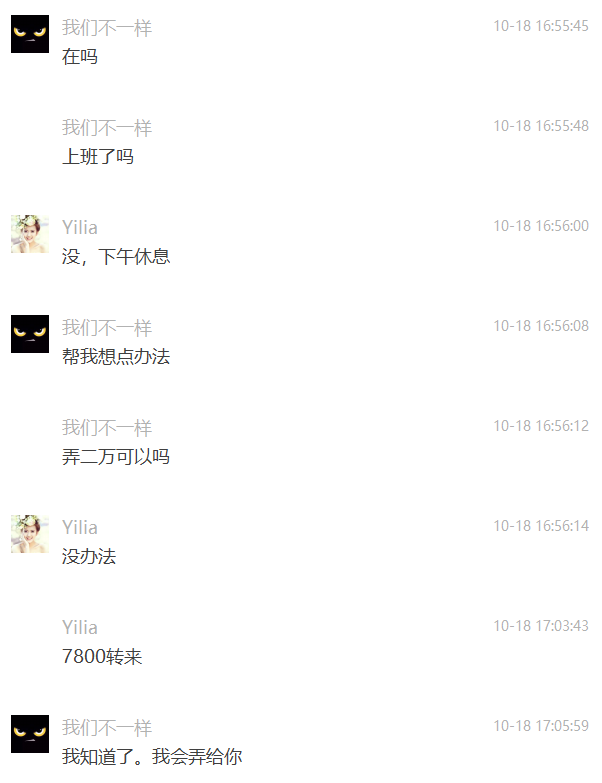 我们不一样 10-18 16:55:45
在吗
我们不一样 10-18 16:55:48
上班了吗
Yilia 10-18 16:56:00
没，下午休息
我们不一样 10-18 16:56:08
帮我想点办法
我们不一样 10-18 16:56:12
弄二万可以吗
Yilia 10-18 16:56:14
没办法
Yilia 10-18 17:03:43
7800转来
我们不一样 10-18 17:05:59
我知道了。我会弄给你